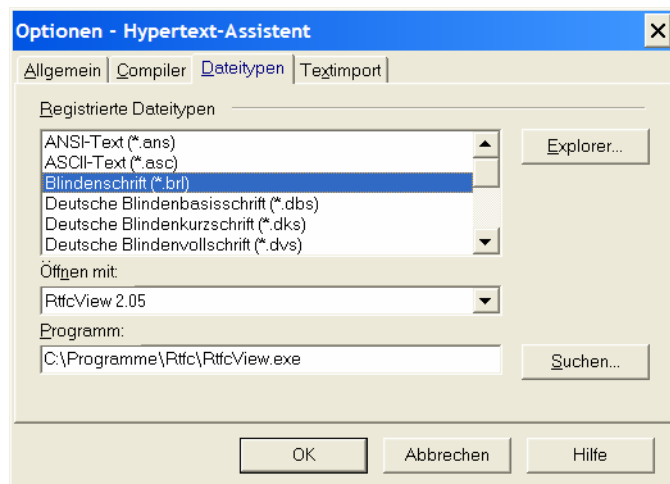 Optionen - Hypertext-Assistent
Allgemein Compiler Dateitypen Textimport
Registrierte Dateitypen
ANSI-Text (*.ans)
Explorer...
ASCII-Text (*.asc)
Blindenschrift (*.brl)
Deutsche Blindenbasisschrift (*.dbs)
Deutsche Blindenkurzschrift (*.dks)
Deutsche Blindenvollschrift (*.dvs)
Öffnen mit:
RtfcView 2.05
Programm:
C:\Programme\Rtfc\RtfcView.exe
Suchen...
OK Abbrechen Hilfe